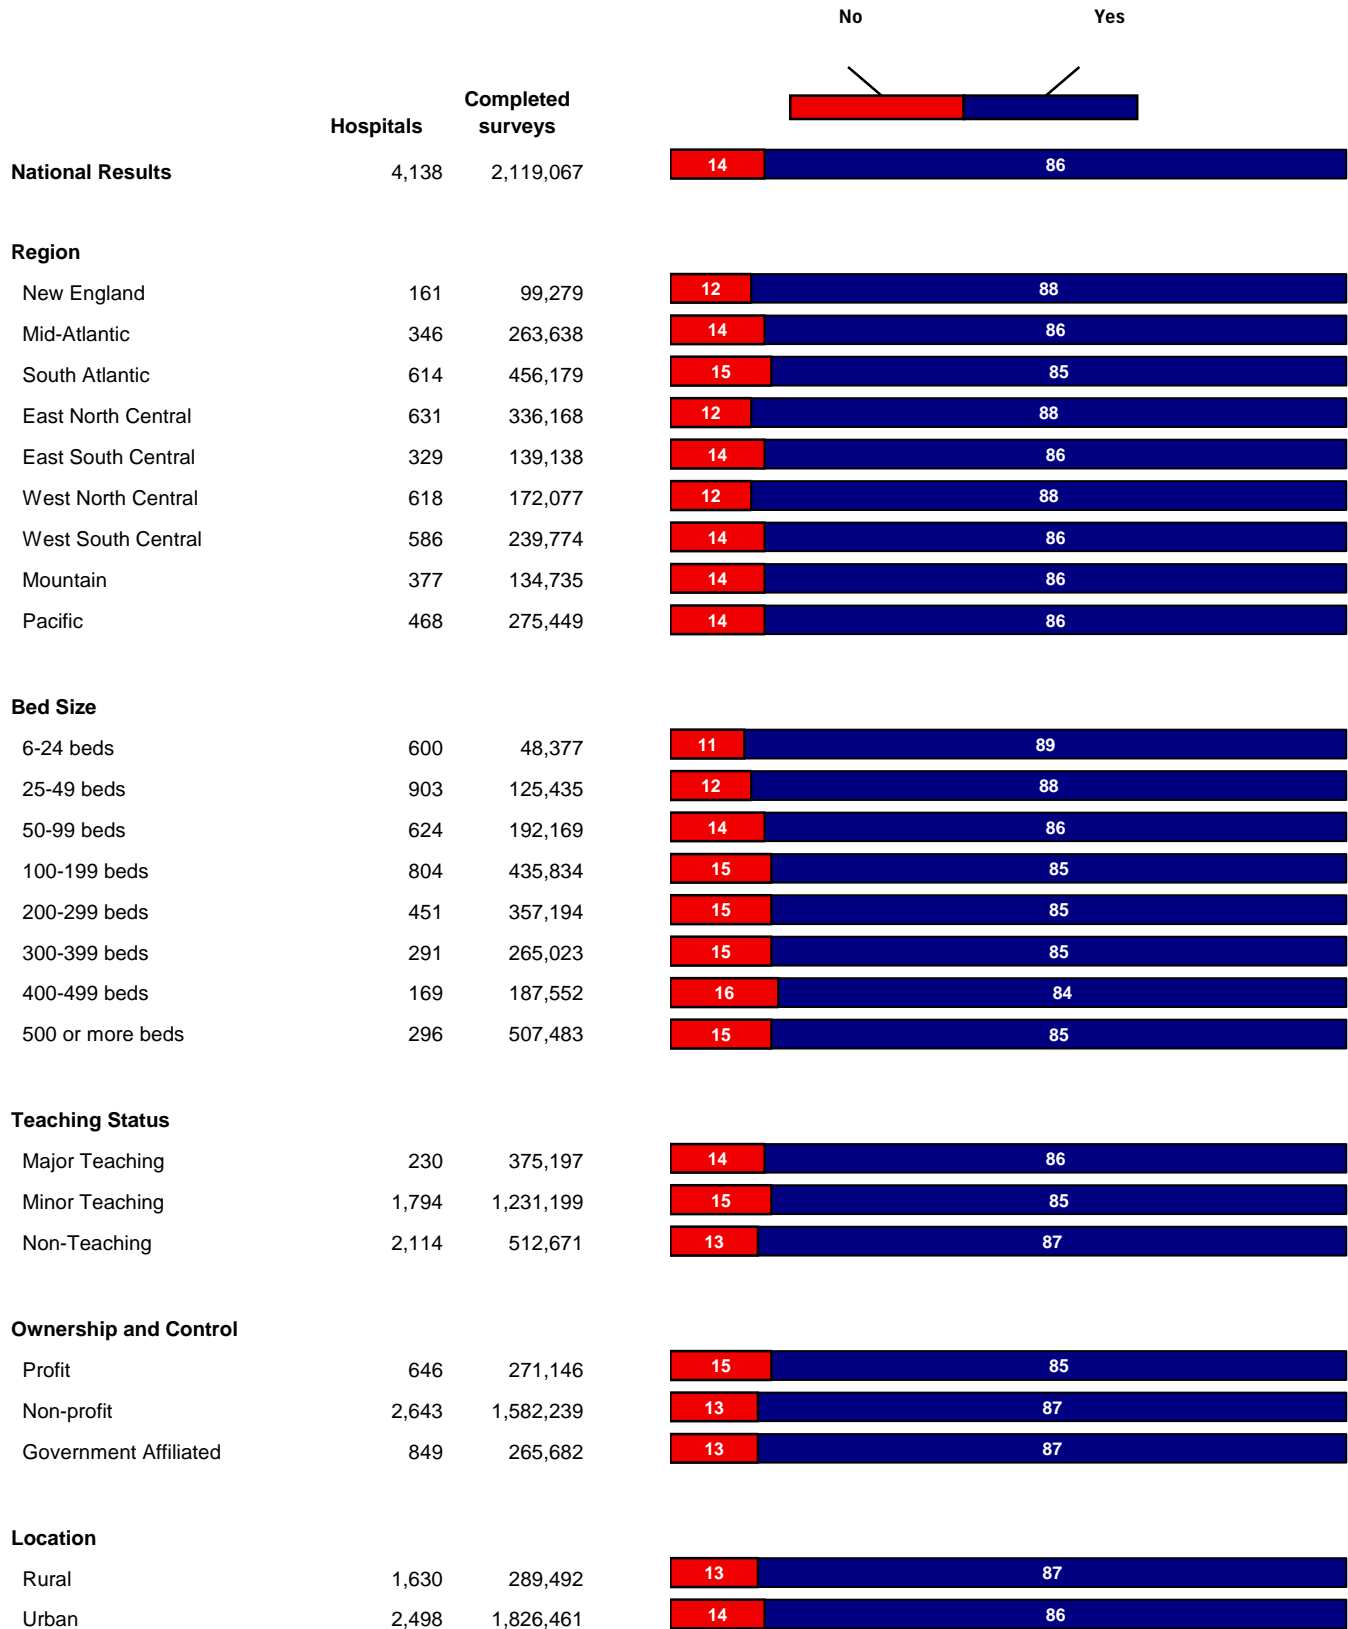 No Yes
Completed
Hospitals surveys
National Results 4,138 2,119,067 14 86
Region
New England 161 99,279 12 88
Mid-Atlantic 346 263,638 14 86
South Atlantic 614 456,179 15 85
East North Central 631 336,168 12 88
East South Central 329 139,138 14 86
West North Central 618 172,077 12 88
West South Central 586 239,774 14 86
Mountain 377 134,735 14 86
Pacific 468 275,449 14 86
Bed Size
6-24 beds 600 48,377 11 89
25-49 beds 903 125,435 12 88
50-99 beds 624 192,169 14 86
100-199 beds 804 435,834 15 85
200-299 beds 451 357,194 15 85
300-399 beds 291 265,023 15 85
400-499 beds 169 187,552 16 84
500 or more beds 296 507,483 15 85
Teaching Status
Major Teaching 230 375,197 14 86
Minor Teaching 1,794 1,231,199 15 85
Non-Teaching 2,114 512,671 13 87
Ownership and Control
Profit 646 271,146 15 85
Non-profit 2,643 1,582,239 13 87
Government Affiliated 849 265,682 13 87
Location
Rural 1,630 289,492 13 87
Urban 2,498 1,826,461 14 86